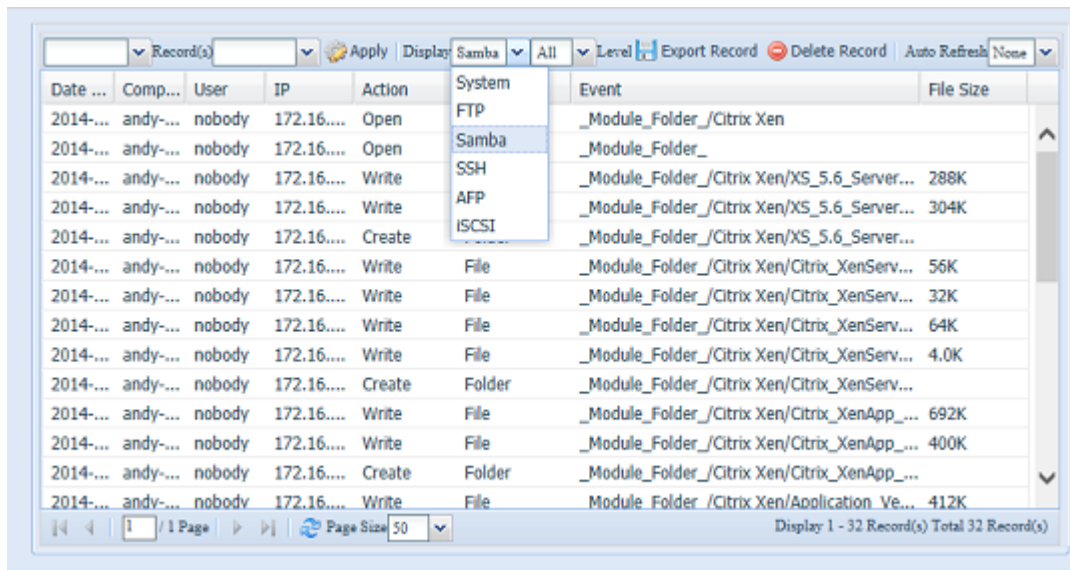 Record(s) Apply Display Samba All Level Export Record Delete Record Auto Refresh None
Date ... Comp... User IP Action Event File Size
System
FTP
Samba
SSH
AFP
iSCSI
2014-... andy-... nobody 172.16.... Open _Module_Folder_/Citrix Xen
2014-... andy-... nobody 172.16.... Open _Module_Folder_
2014-... andy-... nobody 172.16.... Write _Module_Folder_/Citrix Xen/XS_5.6_Server... 288K
2014-... andy-... nobody 172.16.... Write _Module_Folder_/Citrix Xen/XS_5.6_Server... 304K
2014-... andy-... nobody 172.16.... Create _Module_Folder_/Citrix Xen/XS_5.6_Server...
2014-... andy-... nobody 172.16.... Write File _Module_Folder_/Citrix Xen/Citrix_XenServ... 56K
2014-... andy-... nobody 172.16.... Write File _Module_Folder_/Citrix Xen/Citrix_XenServ... 32K
2014-... andy-... nobody 172.16.... Write File _Module_Folder_/Citrix Xen/Citrix_XenServ... 64K
2014-... andy-... nobody 172.16.... Write File _Module_Folder_/Citrix Xen/Citrix_XenServ... 4.0K
2014-... andy-... nobody 172.16.... Create Folder _Module_Folder_/Citrix Xen/Citrix_XenServ...
2014-... andy-... nobody 172.16.... Write File _Module_Folder_/Citrix Xen/Citrix_XenApp_... 692K
2014-... andy-... nobody 172.16.... Write File _Module_Folder_/Citrix Xen/Citrix_XenApp_... 400K
2014-... andy-... nobody 172.16.... Create Folder _Module_Folder_/Citrix Xen/Citrix_XenApp_...
2014-... andy-... nobody 172.16.... Write File _Module_Folder_/Citrix Xen/Application_Ve... 412K
1 / 1 Page Page Size 50 Display 1 - 32 Record(s) Total 32 Record(s)